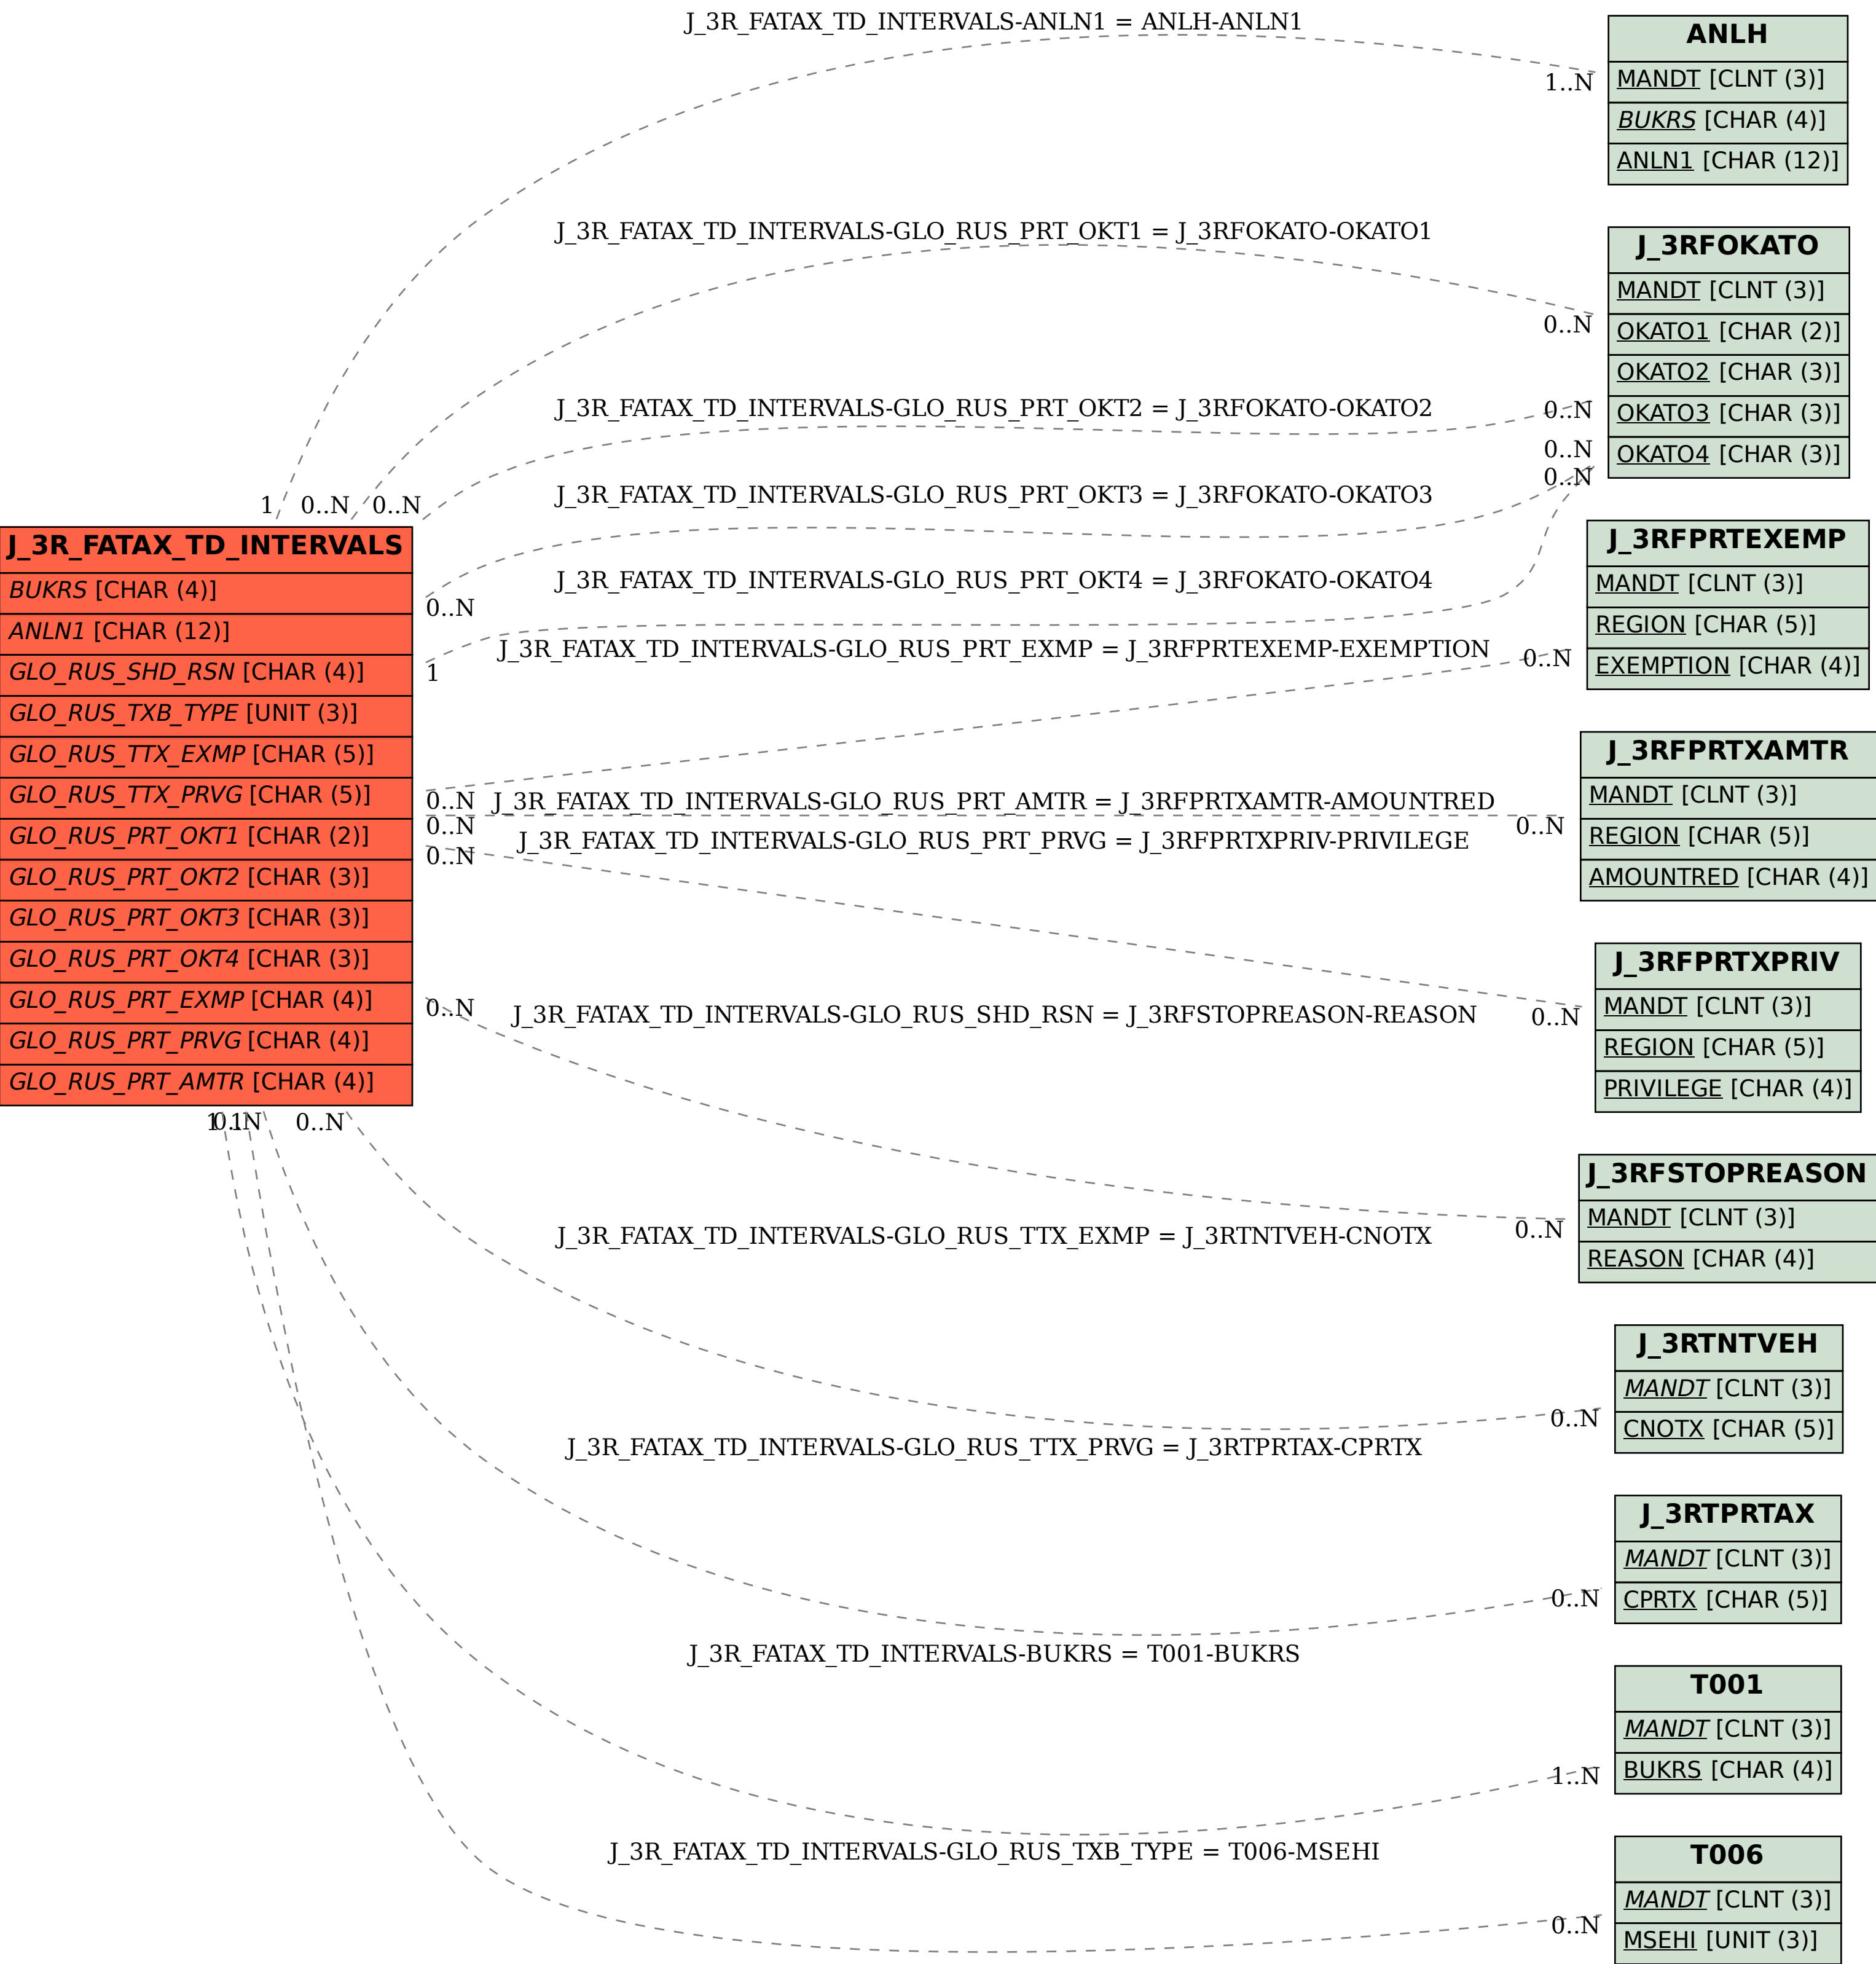 J_3R_FATAX_TD_INTERVALS-ANLN1 = ANLH-ANLN1
1
1..N
J_3R_FATAX_TD_INTERVALS-GLO_RUS_PRT_OKT1 = J_3RFOKATO-OKATO1
0..N
0..N
J_3R_FATAX_TD_INTERVALS-GLO_RUS_PRT_OKT2 = J_3RFOKATO-OKATO2
0..N
0..N
J_3R_FATAX_TD_INTERVALS-GLO_RUS_PRT_OKT3 = J_3RFOKATO-OKATO3
0..N
0..N
J_3R_FATAX_TD_INTERVALS-GLO_RUS_PRT_OKT4 = J_3RFOKATO-OKATO4
1
0..N
J_3R_FATAX_TD_INTERVALS-GLO_RUS_PRT_EXMP = J_3RFPRTEXEMP-EXEMPTION
0..N
0..N
J_3R_FATAX_TD_INTERVALS-GLO_RUS_PRT_AMTR = J_3RFPRTXAMTR-AMOUNTRED
0..N
0..N
J_3R_FATAX_TD_INTERVALS-GLO_RUS_PRT_PRVG = J_3RFPRTXPRIV-PRIVILEGE
0..N
0..N
J_3R_FATAX_TD_INTERVALS-GLO_RUS_SHD_RSN = J_3RFSTOPREASON-REASON
0..N
0..N
J_3R_FATAX_TD_INTERVALS-GLO_RUS_TTX_EXMP = J_3RTNTVEH-CNOTX
0..N
0..N
J_3R_FATAX_TD_INTERVALS-GLO_RUS_TTX_PRVG = J_3RTPRTAX-CPRTX
0..N
J_3R_FATAX_TD_INTERVALS-BUKRS = T001-BUKRS
1..N
J_3R_FATAX_TD_INTERVALS-GLO_RUS_TXB_TYPE = T006-MSEHI
0..N
J_3R_FATAX_TD_INTERVALS
BUKRS [CHAR (4)]
ANLN1 [CHAR (12)]
GLO_RUS_SHD_RSN [CHAR (4)]
GLO_RUS_TXB_TYPE [UNIT (3)]
GLO_RUS_TTX_EXMP [CHAR (5)]
GLO_RUS_TTX_PRVG [CHAR (5)]
GLO_RUS_PRT_OKT1 [CHAR (2)]
GLO_RUS_PRT_OKT2 [CHAR (3)]
GLO_RUS_PRT_OKT3 [CHAR (3)]
GLO_RUS_PRT_OKT4 [CHAR (3)]
GLO_RUS_PRT_EXMP [CHAR (4)]
GLO_RUS_PRT_PRVG [CHAR (4)]
GLO_RUS_PRT_AMTR [CHAR (4)]
ANLH
MANDT [CLNT (3)]
BUKRS [CHAR (4)]
ANLN1 [CHAR (12)]
J_3RFOKATO
MANDT [CLNT (3)]
OKATO1 [CHAR (2)]
OKATO2 [CHAR (3)]
OKATO3 [CHAR (3)]
OKATO4 [CHAR (3)]
J_3RFPRTEXEMP
MANDT [CLNT (3)]
REGION [CHAR (5)]
EXEMPTION [CHAR (4)]
J_3RFPRTXAMTR
MANDT [CLNT (3)]
REGION [CHAR (5)]
AMOUNTRED [CHAR (4)]
J_3RFPRTXPRIV
MANDT [CLNT (3)]
REGION [CHAR (5)]
PRIVILEGE [CHAR (4)]
J_3RFSTOPREASON
MANDT [CLNT (3)]
REASON [CHAR (4)]
J_3RTNTVEH
MANDT [CLNT (3)]
CNOTX [CHAR (5)]
J_3RTPRTAX
MANDT [CLNT (3)]
CPRTX [CHAR (5)]
T001
MANDT [CLNT (3)]
BUKRS [CHAR (4)]
T006
MANDT [CLNT (3)]
MSEHI [UNIT (3)]